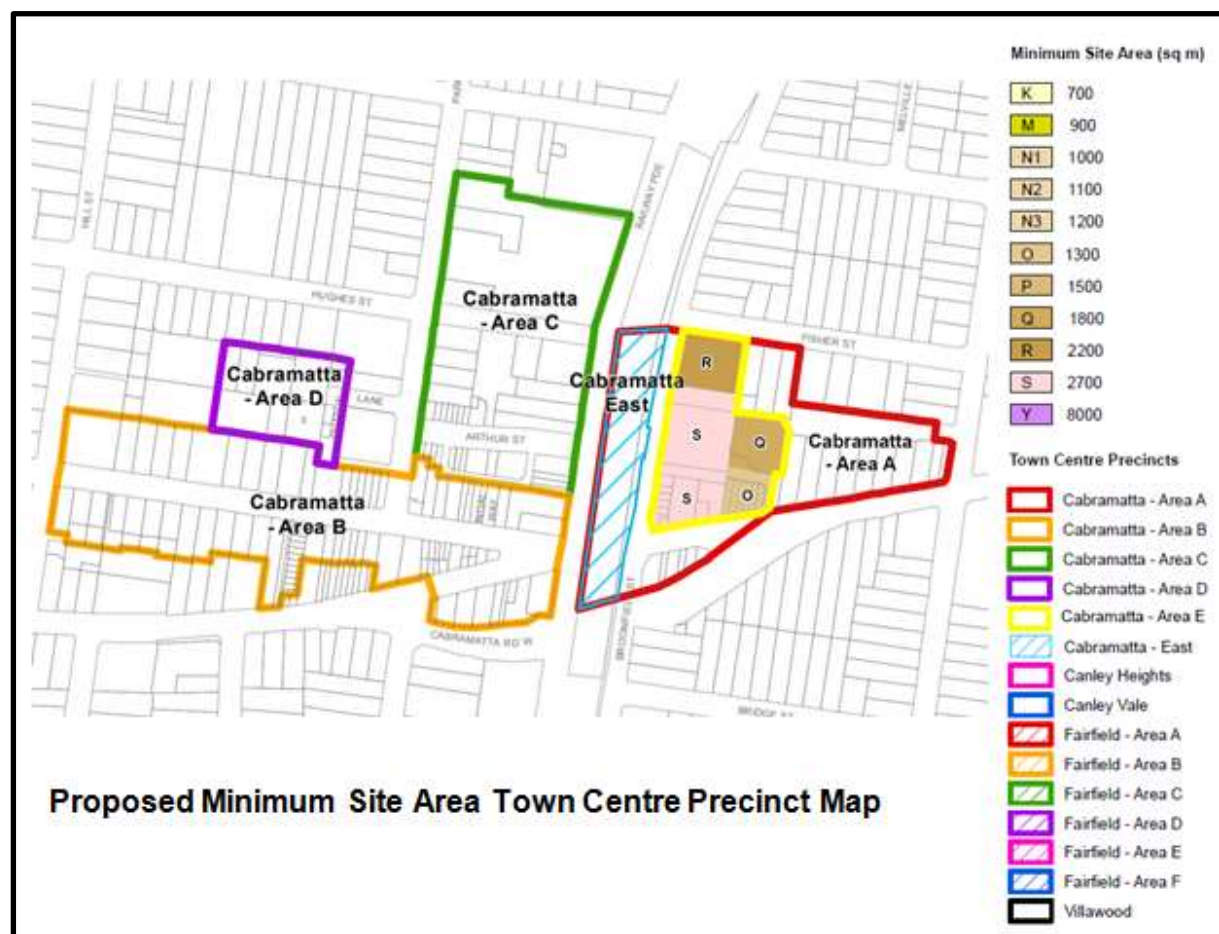 Minimum Site Area (sq m)
K 700
M 900
N1 1000
N2 1100
N3 1200
O 1300
P 1500
Q 1800
R 2200
S 2700
Y 8000
Town Centre Precincts
Cabramatta - Area A
Cabramatta - Area B
Cabramatta - Area C
Cabramatta - Area D
Cabramatta - Area E
Cabramatta - East
Canley Heights
Canley Vale
Fairfield - Area A
Fairfield - Area B
Fairfield - Area C
Fairfield - Area D
Fairfield - Area E
Fairfield - Area F
Villawood
HILL ST
RAILWAY PDE
MELVILLE
HUGHES ST
FISHER ST
Cabramatta
- Area C
Cabramatta
- Area D
LANE
Cabramatta
East
R
S
Q
S
O
Cabramatta
- Area A
ARTHUR ST
Cabramatta
- Area B
CABRAMATTA RD W
BROOMFIELD ST
BRIDGE ST
Proposed Minimum Site Area Town Centre Precinct Map